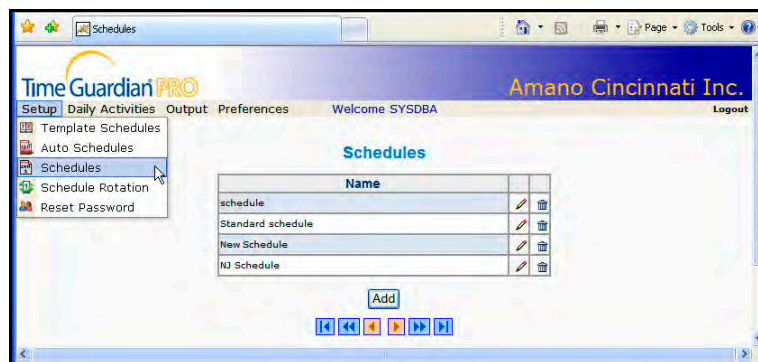 Schedules
Page
Tools
Time Guardian PRO
Amano Cincinnati Inc.
Setup Daily Activities Output Preferences Welcome SYSDBA Logout
Template Schedules
Auto Schedules
Schedules
Schedule Rotation
Reset Password
Schedules
Name
schedule
Standard schedule
New Schedule
NJ Schedule
Add